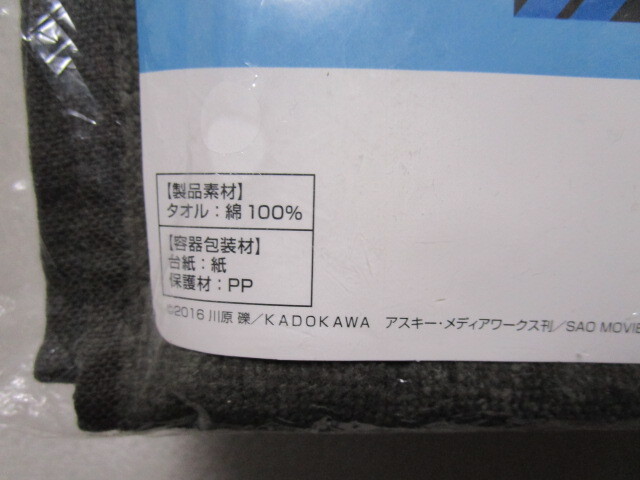 【製品素材】
タオル：綿100%
【容器包装材】
台紙：紙
保護材：PP
©2016 川原 礫／KADOKAWA アスキー・メディアワークス刊／SAO MOVIE